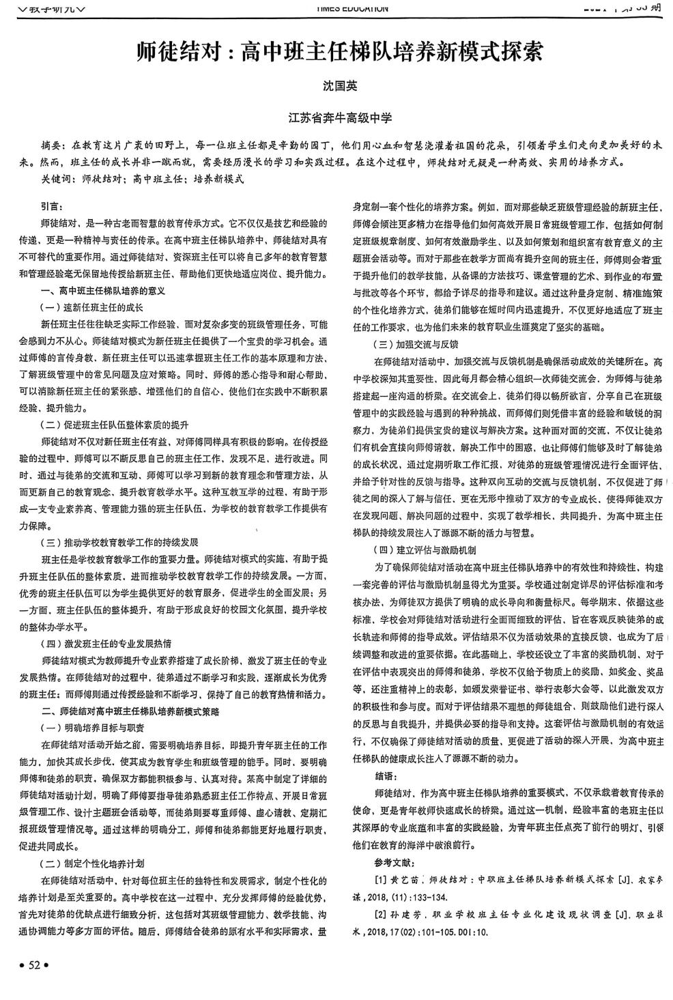 ◇教学研究◇
TIMES EDUCATION
期
师徒结对：高中班主任梯队培养新模式探索
沈国英
江苏省奔牛高级中学
摘要：在教育这片广袤的田野上，每一位班主任都是辛勤的园丁，他们用心血和智慧浇灌着祖国的花朵，引领着学生们走向更加美好的未
来。然而，班主任的成长并非一蹴而就，需要经历漫长的学习和实践过程。在这个过程中，师徒结对无疑是一种高效、实用的培养方式。
关键词：师徒结对；高中班主任；培养新模式
引言：
师徒结对，是一种古老而智慧的教育传承方式。它不仅仅是技艺和经验的
传递，更是一种精神与责任的传承。在高中班主任梯队培养中，师徒结对具有
不可替代的重要作用。通过师徒结对，资深班主任可以将自己多年的教育智慧
和管理经验毫无保留地传授给新班主任，帮助他们更快地适应岗位、提升能力。
一、高中班主任梯队培养的意义
（一）速新任班主任的成长
新任班主任往往缺乏实际工作经验，面对复杂多变的班级管理任务，可能
会感到力不从心。师徒结对模式为新任班主任提供了一个宝贵的学习机会。通
过师傅的言传身教，新任班主任可以迅速掌握班主任工作的基本原理和方法，
了解班级管理中的常见问题及应对策略。同时，师傅的悉心指导和耐心帮助，
可以消除新任班主任的紧张感、增强他们的自信心，使他们在实践中不断积累
经验、提升能力。
（二）促进班主任队伍整体素质的提升
师徒结对不仅对新任班主任有益，对师傅同样具有积极的影响。在传授经
验的过程中，师傅可以不断反思自己的班主任工作，发现不足，进行改进。同
时，通过与徒弟的交流和互动，师傅可以学习到新的教育理念和管理方法，从
而更新自己的教育观念、提升教育教学水平。这种互教互学的过程，有助于形
成一支专业素养高、管理能力强的班主任队伍，为学校的教育教学工作提供有
力保障。
（三）推动学校教育教学工作的持续发展
班主任是学校教育教学工作的重要力量。师徒结对模式的实施，有助于提
升班主任队伍的整体素质，进而推动学校教育教学工作的持续发展。一方面，
优秀的班主任队伍可以为学生提供更好的教育服务，促进学生的全面发展；另
一方面，班主任队伍的整体提升，有助于形成良好的校园文化氛围，提升学校
的整体办学水平。
（四）激发班主任的专业发展热情
师徒结对模式为教师提升专业素养搭建了成长阶梯，激发了班主任的专业
发展热情。在师徒结对的过程中，徒弟通过不断学习和实践，逐渐成长为优秀
的班主任；而师傅则通过传授经验和不断学习，保持了自己的教育热情和活力。
二、师徒结对高中班主任梯队培养新模式策略
（一）明确培养目标与职责
在师徒结对活动开始之前，需要明确培养目标，即提升青年班主任的工作
能力，加快其成长步伐，使其成为教育学生和班级管理的能手。同时，要明确
师傅和徒弟的职责，确保双方都能积极参与、认真对待。某高中制定了详细的
师徒结对活动计划，明确了师傅要指导徒弟熟悉班主任工作特点、开展日常班
级管理工作、设计主题班会活动等，而徒弟则要尊重师傅、虚心请教、定期汇
报班级管理情况等。通过这样的明确分工，师傅和徒弟都能更好地履行职责，
促进共同成长。
（二）制定个性化培养计划
在师徒结对活动中，针对每位班主任的独特性和发展需求，制定个性化的
培养计划是至关重要的。高中学校在这一过程中，充分发挥师傅的经验优势，
首先对徒弟的优缺点进行细致分析，这包括对其班级管理能力、教学技能、沟
通协调能力等多方面的评估。随后，师傅结合徒弟的原有水平和实际需求，量
身定制一套个性化的培养方案。例如，面对那些缺乏班级管理经验的新班主任，
师傅会倾注更多精力在指导他们如何高效开展日常班级管理工作，包括如何制
定班级规章制度、如何有效激励学生、以及如何策划和组织富有教育意义的主
题班会活动等。而对于那些在教学方面尚有提升空间的班主任，师傅则会着重
于提升他们的教学技能，从备课的方法技巧、课堂管理的艺术、到作业的布置
与批改等各个环节，都给予详尽的指导和建议。通过这种量身定制、精准施策
的个性化培养方式，徒弟们能够在短时间内迅速提升，不仅更好地适应了班主
任的工作要求，也为他们未来的教育职业生涯奠定了坚实的基础。
（三）加强交流与反馈
在师徒结对活动中，加强交流与反馈机制是确保活动成效的关键所在。高
中学校深知其重要性，因此每月都会精心组织一次师徒交流会，为师傅与徒弟
搭建起一座沟通的桥梁。在交流会上，徒弟们得以畅所欲言，分享自己在班级
管理中的实践经验与遇到的种种挑战，而师傅们则凭借丰富的经验和敏锐的洞
察力，为徒弟们提供宝贵的建议与解决方案。这种面对面的交流，不仅让徒弟
们有机会直接向师傅请教，解决工作中的困惑，也让师傅们能够及时了解徒弟
的成长状况，通过定期听取工作汇报，对徒弟的班级管理情况进行全面评估，
并给予针对性的反馈与指导。这种双向互动的交流与反馈机制，不仅促进了师
徒之间的深入了解与信任，更在无形中推动了双方的专业成长，使得师徒双方
在发现问题、解决问题的过程中，实现了教学相长，共同提升，为高中班主任
梯队的持续发展注入了源源不断的活力与智慧。
（四）建立评估与激励机制
为了确保师徒结对活动在高中班主任梯队培养中的有效性和持续性，构建
一套完善的评估与激励机制显得尤为重要。学校通过制定详尽的评估标准和考
核办法，为师徒双方提供了明确的成长导向和衡量标尺。每学期末，依据这些
标准，学校会对师徒结对活动进行全面而细致的评估，旨在客观反映徒弟的成
长轨迹和师傅的指导成效。评估结果不仅为活动效果的直接反馈，也成为了后
续调整和改进的重要依据。在此基础上，学校还设立了丰富的奖励机制、对于
在评估中表现突出的师傅和徒弟，学校不仅给予物质上的奖励，如奖金、奖品
等，还注重精神上的表彰，如颁发荣誉证书、举行表彰大会等，以此激发双方
的积极性和参与度。而对于评估结果不理想的师徒组合，则鼓励他们进行深入
的反思与自我提升，并提供必要的指导和支持。这套评估与激励机制的有效运
行，不仅确保了师徒结对活动的质量，更促进了活动的深入开展，为高中班主
任梯队的健康成长注入了源源不断的动力。
结语：
师徒结对，作为高中班主任梯队培养的重要模式，不仅承载着教育传承的
使命，更是青年教师快速成长的桥梁。通过这一机制，经验丰富的老班主任以
其深厚的专业底蕴和丰富的实践经验，为青年班主任点亮了前行的明灯，引领
他们在教育的海洋中破浪前行。
参考文献：
[1] 黄艺苗．师徒结对：中职班主任梯队培养新模式探索 [J]. 农家参
谋 ,2018, (11) :133-134.
[2] 孙建芳．职业学校班主任专业化建设现状调查 [J]. 职业技
术 ,2018,17(02):101-105.DOI:10.
• 52 •